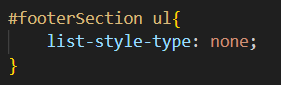 #footerSection ul{
    list-style-type: none;
}